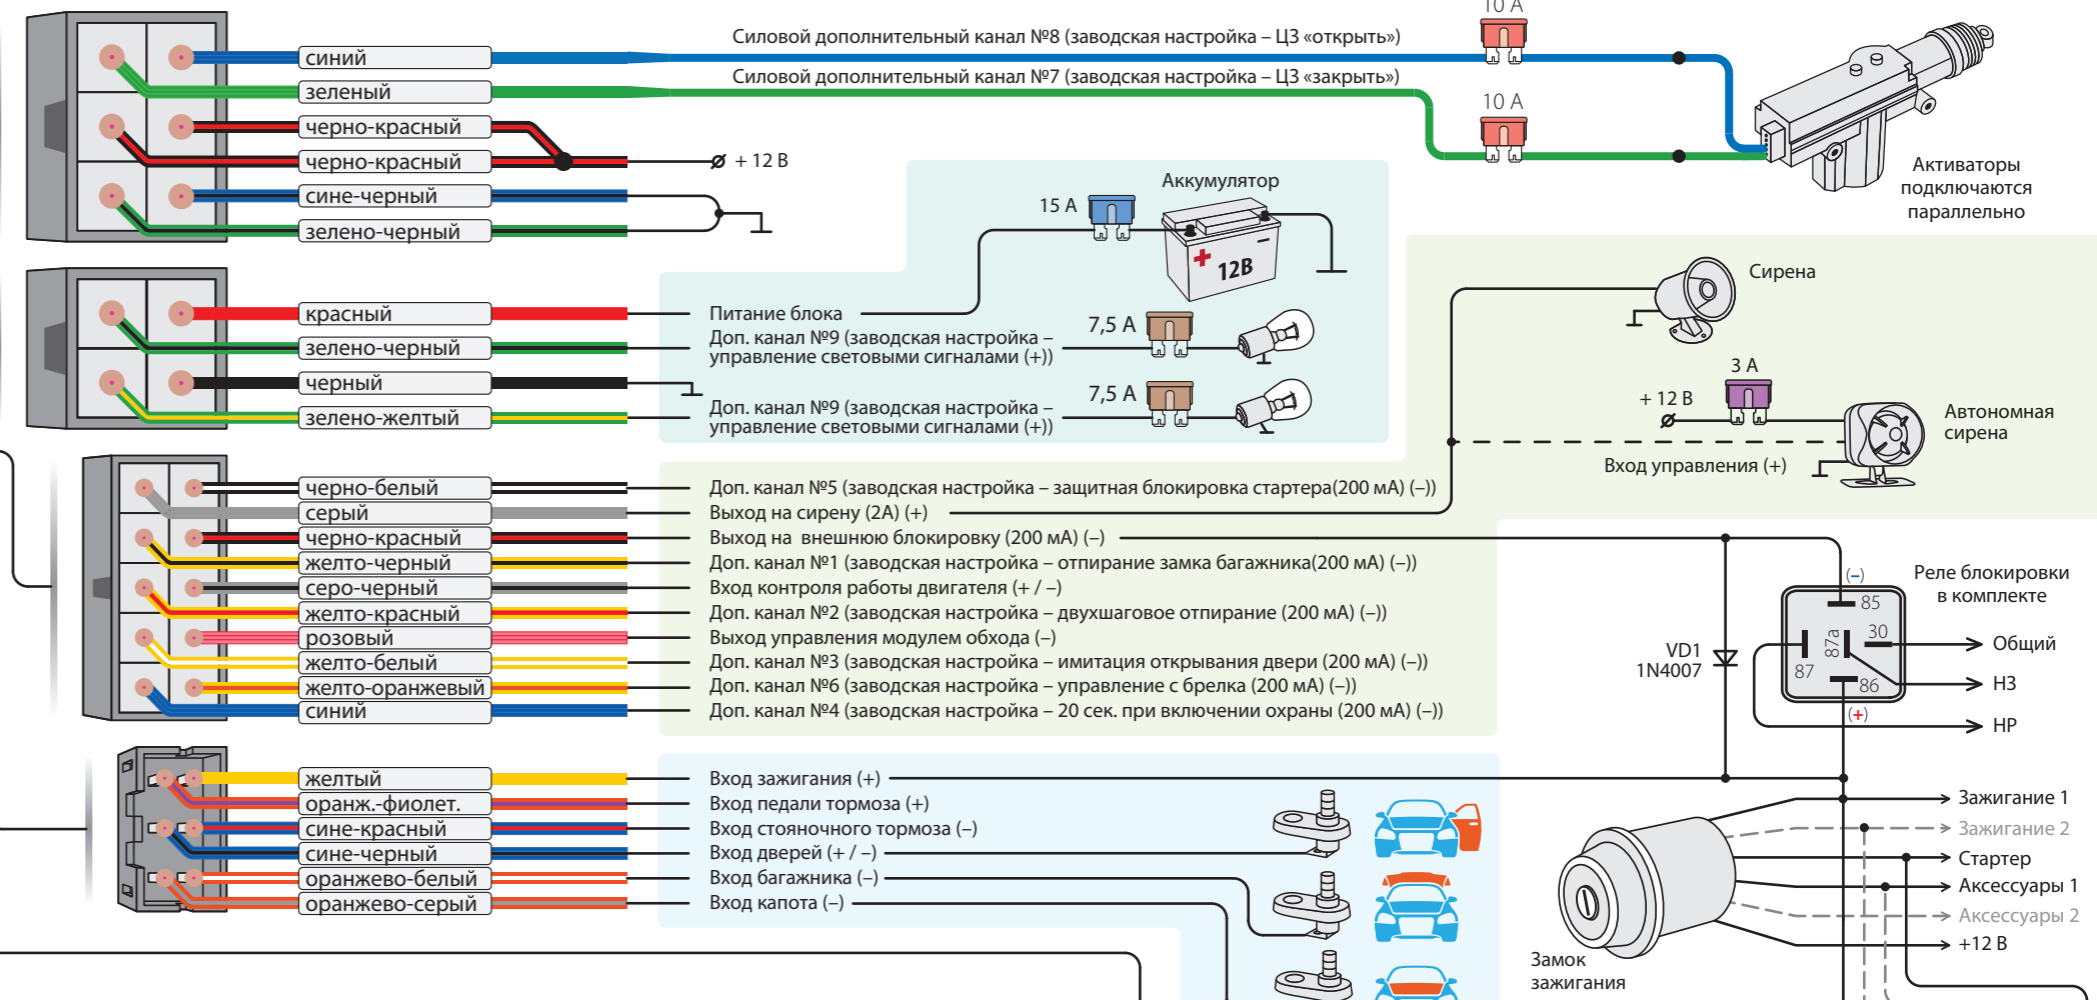 10 А
Силовой дополнительный канал №8 (заводская настройка – ЦЗ «открыть»)
синий
Силовой дополнительный канал №7 (заводская настройка – ЦЗ «закрыть»)
зеленый
10 А
черно-красный
черно-красный
+ 12 В
Активаторы
подключаются
параллельно
сине-черный
зелено-черный
Аккумулятор
15 А
12В
красный
Питание блока
зелено-черный
Доп. канал №9 (заводская настройка –
управление световыми сигналами (+))
7,5 А
черный
зелено-желтый
Доп. канал №9 (заводская настройка –
управление световыми сигналами (+))
7,5 А
Сирена
3 А
+ 12 В
Автономная
сирена
Вход управления (+)
черно-белый
Доп. канал №5 (заводская настройка – защитная блокировка стартера(200 мА) (–))
серый
Выход на сирену (2А) (+)
черно-красный
Выход на внешнюю блокировку (200 мА) (–)
желто-черный
Доп. канал №1 (заводская настройка – отпирание замка багажника(200 мА) (–))
серо-черный
Вход контроля работы двигателя (+ / –)
желто-красный
Доп. канал №2 (заводская настройка – двухшаговое отпирание (200 мА) (–))
розовый
Выход управления модулем обхода (–)
желто-белый
Доп. канал №3 (заводская настройка – имитация открывания двери (200 мА) (–))
желто-оранжевый
Доп. канал №6 (заводская настройка – управление с брелка (200 мА) (–))
синий
Доп. канал №4 (заводская настройка – 20 сек. при включении охраны (200 мА) (–))
Реле блокировки
в комплекте
(–)
85
30
87а
87
86
(+)
Общий
НЗ
НР
VD1
1N4007
желтый
Вход зажигания (+)
оранж.-фиолет.
Вход педали тормоза (+)
сине-красный
Вход стояночного тормоза (–)
сине-черный
Вход дверей (+ / –)
оранжево-белый
Вход багажника (–)
оранжево-серый
Вход капота (–)
Зажигание 1
Зажигание 2
Стартер
Аксессуары 1
Аксессуары 2
+12 В
Замок
зажигания